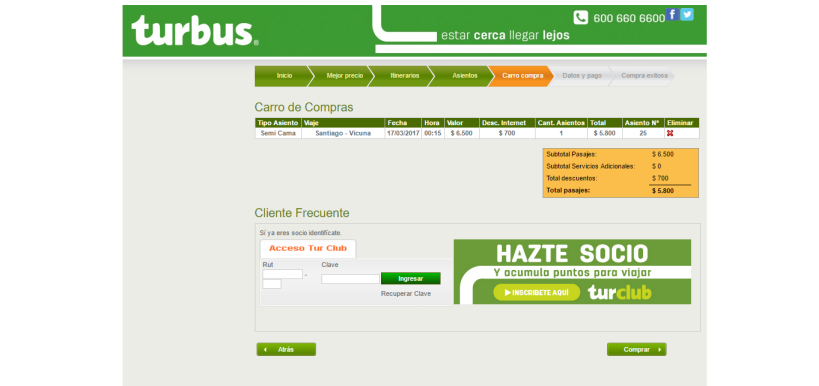 turbus.
600 660 6600
estar cerca llegar lejos
Inicio Mejor precio Itinerarios Asientos Carro compra Datos y pago Compra exitosa
Carro de Compras
Tipo Asiento Viaje Fecha Hora Valor Desc. Internet Cant. Asientos Total Asiento Nº Eliminar
Semi Cama Santiago - Vicuna 17/03/2017 00:15 $ 6.500 $ 700 1 $ 5.800 25
Subtotal Pasajes: $ 6.500
Subtotal Servicios Adicionales: $ 0
Total descuentos: $ 700
Total pasajes: $ 5.800
Cliente Frecuente
Sí ya eres socio identifícate.
Acceso Tur Club
Rut Clave
-
Ingresar
Recuperar Clave
HAZTE SOCIO
Y acumula puntos para viajar
INSCRIBETE AQUÍ turclub
Atrás Comprar